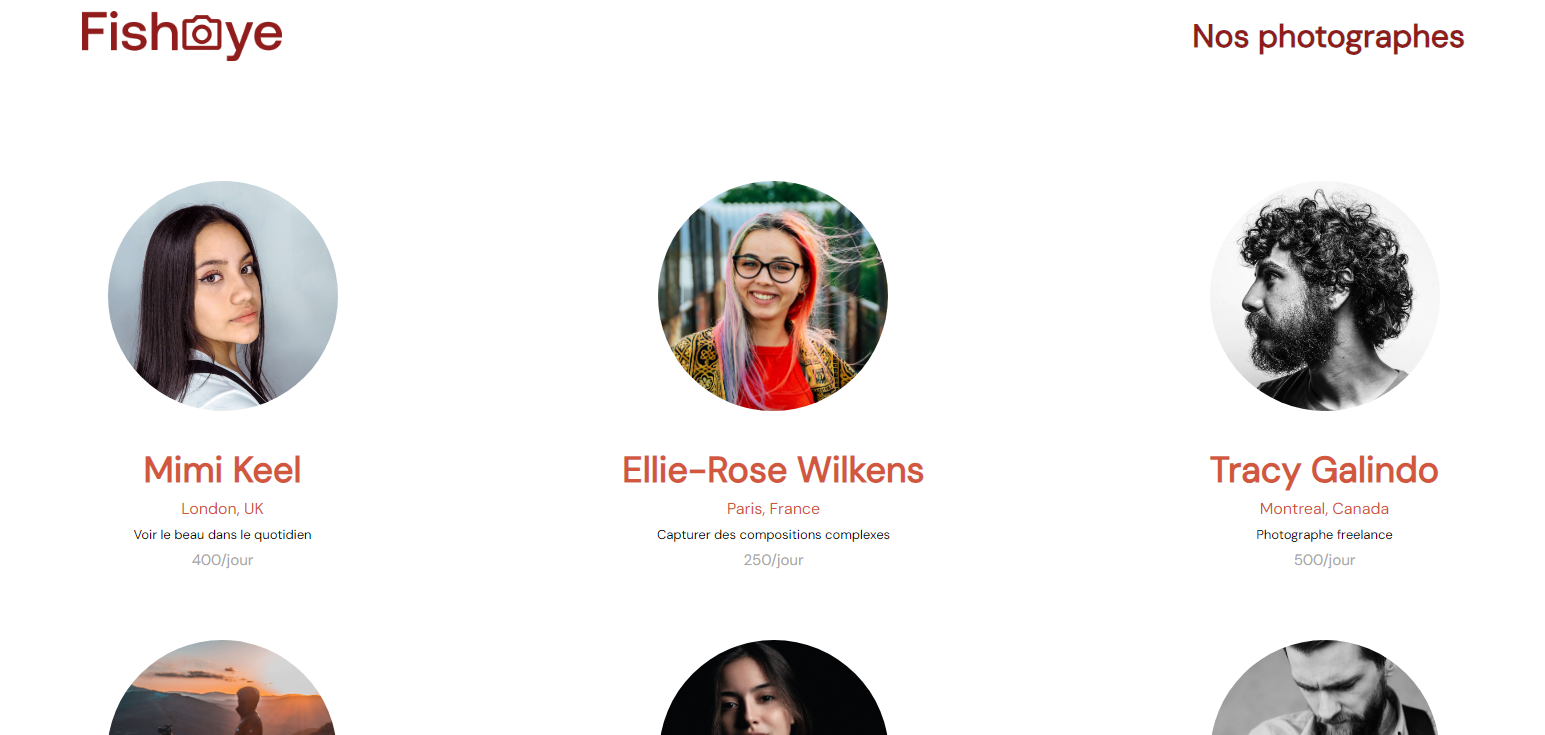 Fisheye
Nos photographes
Mimi Keel
London, UK
Voir le beau dans le quotidien
400/jour
Ellie-Rose Wilkens
Paris, France
Capturer des compositions complexes
250/jour
Tracy Galindo
Montreal, Canada
Photographe freelance
500/jour